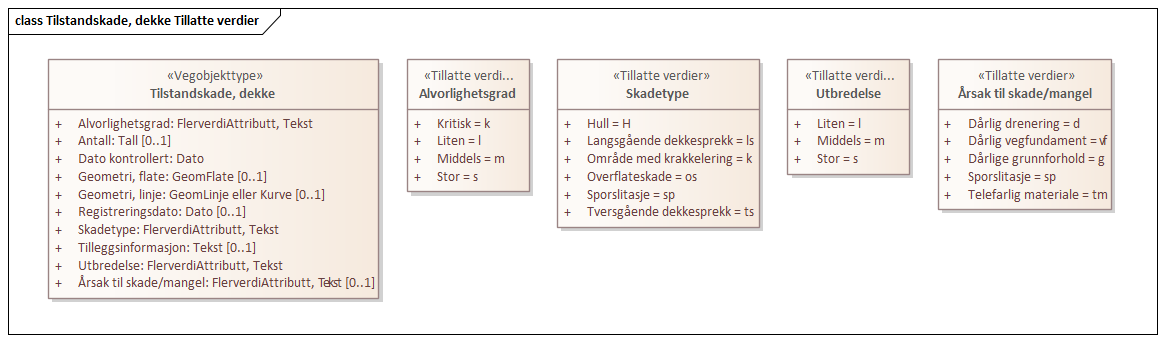 class Tilstandskade, dekke Tillatte verdier
«Vegobjekttype»
Tilstandskade, dekke
+ Alvorlighetsgrad: FlerverdiAttributt, Tekst
+ Antall: Tall [0..1]
+ Dato kontrollert: Dato
+ Geometri, flate: GeomFlate [0..1]
+ Geometri, linje: GeomLinje eller Kurve [0..1]
+ Registreringsdato: Dato [0..1]
+ Skadetype: FlerverdiAttributt, Tekst
+ Tilleggsinformasjon: Tekst [0..1]
+ Utbredelse: FlerverdiAttributt, Tekst
+ Årsak til skade/mangel: FlerverdiAttributt, Tekst [0..1]
«Tillatte verdi...
Alvorlighetsgrad
+ Kritisk = k
+ Liten = l
+ Middels = m
+ Stor = s
«Tillatte verdier»
Skadetype
+ Hull = H
+ Langsgående dekkesprekk = ls
+ Område med krakkelering = k
+ Overflateskade = os
+ Sporslitasje = sp
+ Tversgående dekkesprekk = ts
«Tillatte verdi...
Utbredelse
+ Liten = l
+ Middels = m
+ Stor = s
«Tillatte verdier»
Årsak til skade/mangel
+ Dårlig drenering = d
+ Dårlig vegfundament = vf
+ Dårlige grunnforhold = g
+ Sporslitasje = sp
+ Telefarlig materiale = tm